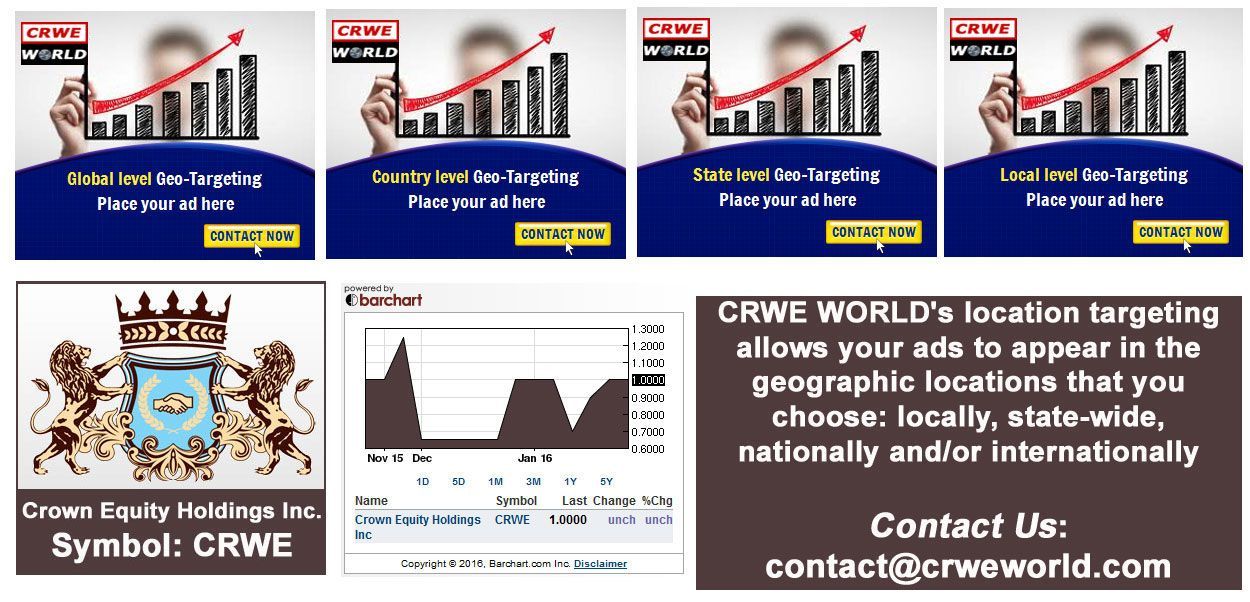 CRWE
WORLD
Global level Geo-Targeting
Place your ad here
CONTACT NOW
CRWE
WORLD
Country level Geo-Targeting
Place your ad here
CONTACT NOW
CRWE
WORLD
State level Geo-Targeting
Place your ad here
CONTACT NOW
CRWE
WORLD
Local level Geo-Targeting
Place your ad here
CONTACT NOW
Crown Equity Holdings Inc.
Symbol: CRWE
powered by
barchart
1.3000
1.2000
1.1000
1.0000
0.9000
0.8000
0.7000
0.6000
Nov 15 Dec Jan 16
1D 5D 1M 3M 1Y 5Y
Name Symbol Last Change %Chg
Crown Equity Holdings CRWE 1.0000 unch unch
Inc
Copyright © 2016, Barchart.com Inc. Disclaimer
CRWE WORLD's location targeting
allows your ads to appear in the
geographic locations that you
choose: locally, state-wide,
nationally and/or internationally
Contact Us:
contact@crweworld.com